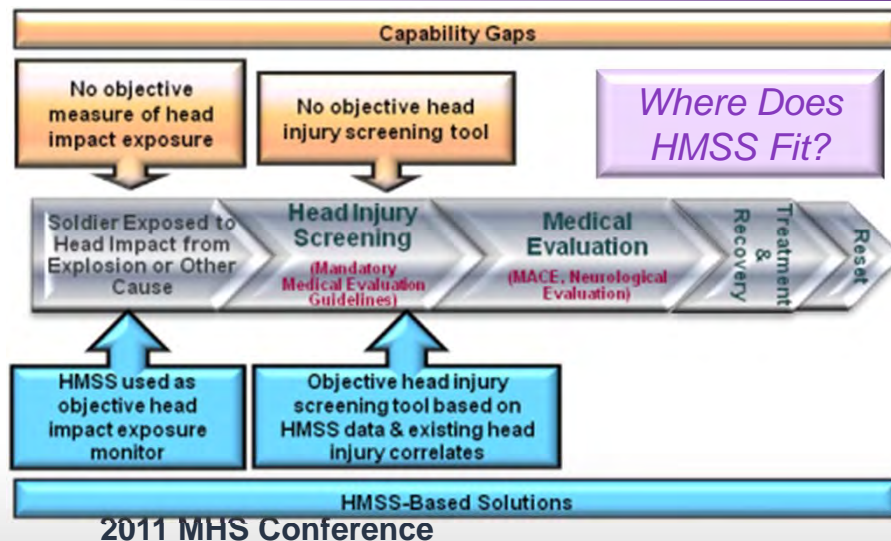 Capability Gaps
No objective
measure of head
impact exposure
No objective head
injury screening tool
Where Does
HMSS Fit?
Soldier Exposed to
Head Impact from
Explosion or Other
Cause
Head Injury
Screening
(Mandatory
Medical Evaluation
Guidelines)
Medical
Evaluation
(MACE, Neurological
Evaluation)
Treatment
&
Recovery
Reset
HMSS used as
objective head
impact exposure
monitor
Objective head injury
screening tool based on
HMSS data & existing head
injury correlates
HMSS-Based Solutions
2011 MHS Conference